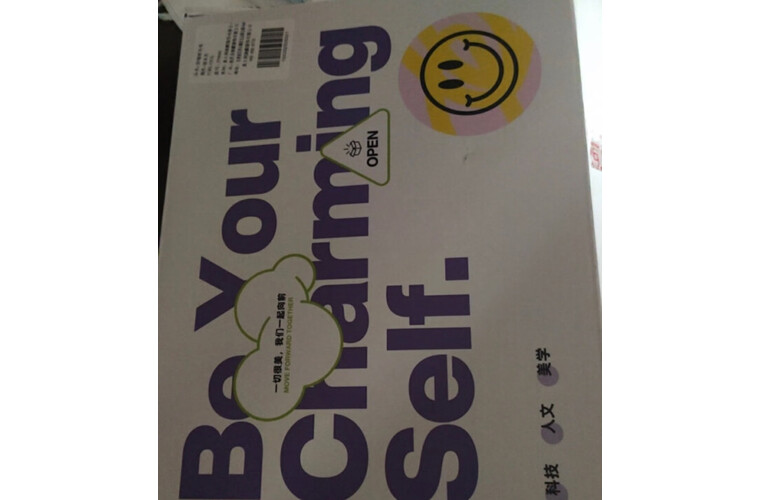 Be Your
Charming
Self.
OPEN
一切很美，我们一起向前
MOVE FORWARD TOGETHER
科技 人文 美学